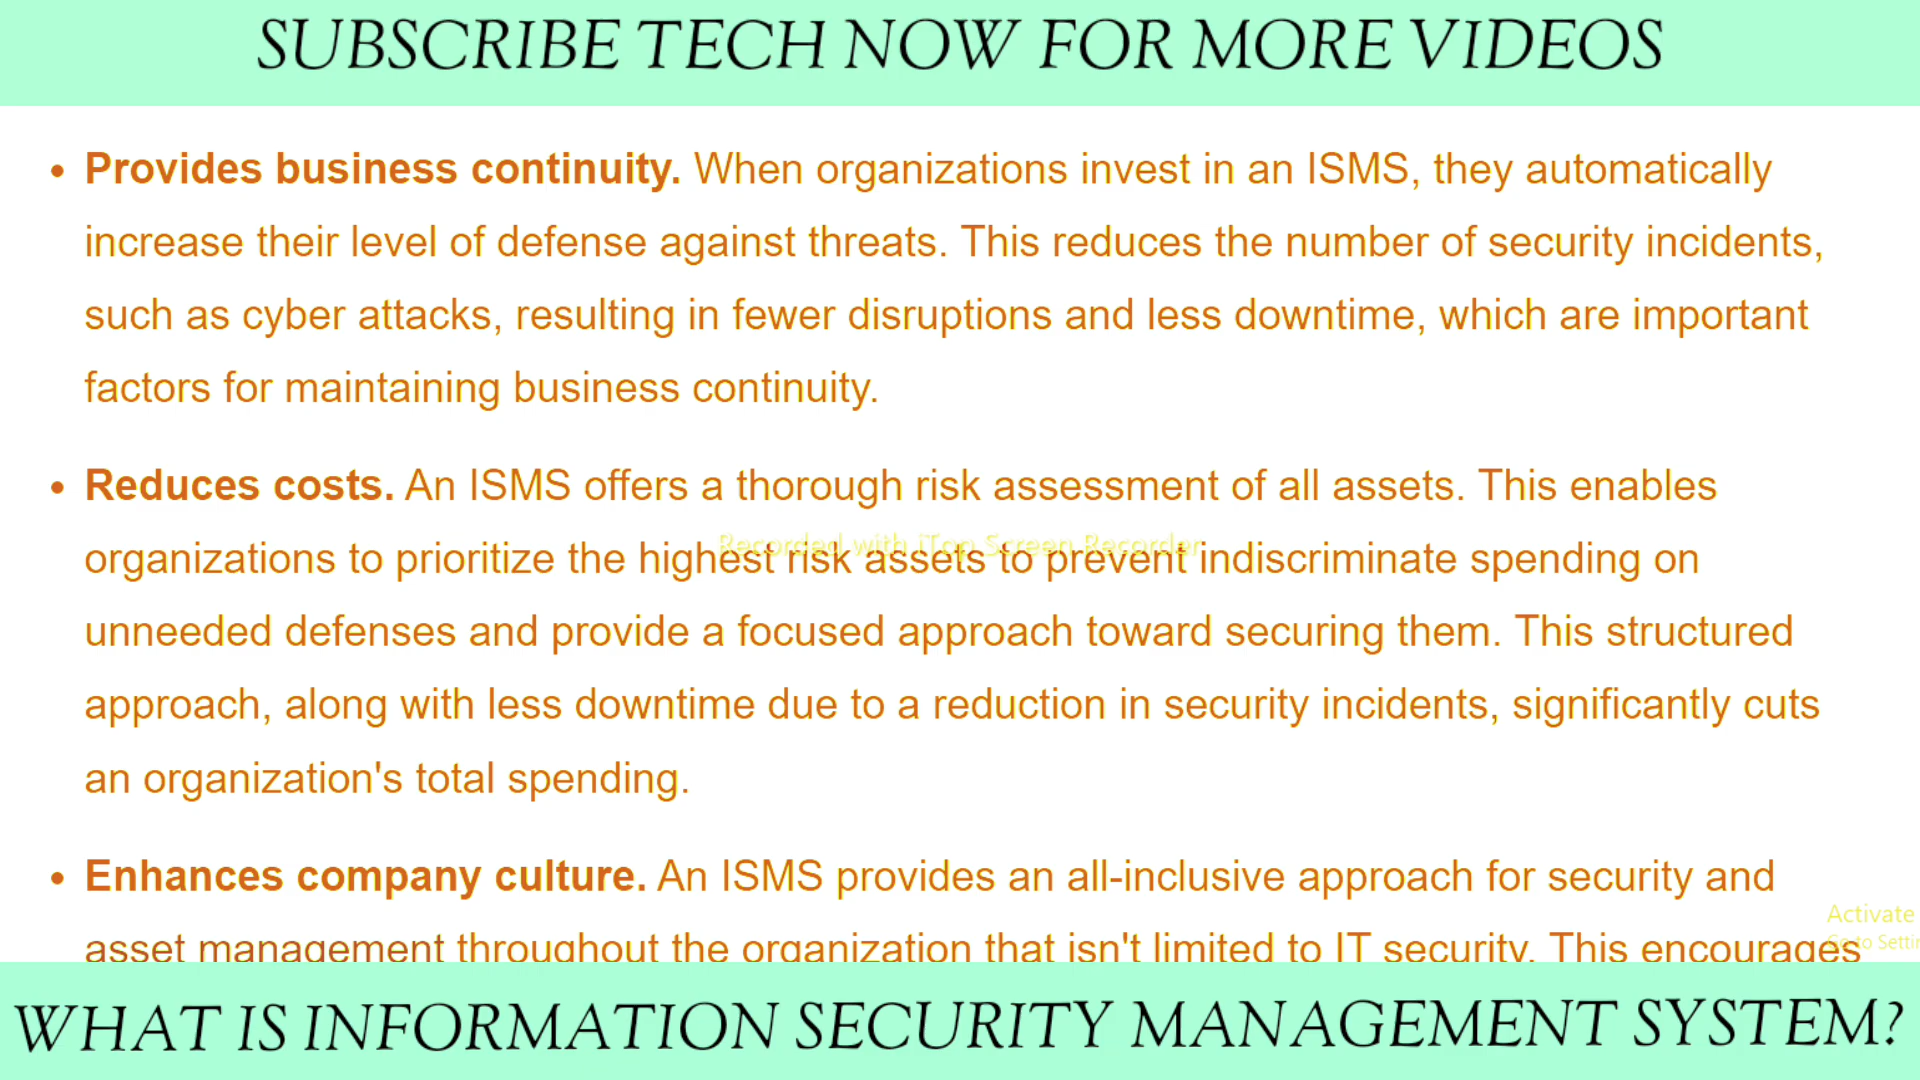 SUBSCRIBE TECH NOW FOR MORE VIDEOS
• Provides business continuity. When organizations invest in an ISMS, they automatically
increase their level of defense against threats. This reduces the number of security incidents,
such as cyber attacks, resulting in fewer disruptions and less downtime, which are important
factors for maintaining business continuity.
• Reduces costs. An ISMS offers a thorough risk assessment of all assets. This enables
Recorded with iTop Screen Recorder
organizations to prioritize the highest risk assets to prevent indiscriminate spending on
unneeded defenses and provide a focused approach toward securing them. This structured
approach, along with less downtime due to a reduction in security incidents, significantly cuts
an organization's total spending.
• Enhances company culture. An ISMS provides an all-inclusive approach for security and
Activate
asset management throughout the organization that isn't limited to IT security. This encourages
Go to Settin
WHAT IS INFORMATION SECURITY MANAGEMENT SYSTEM?